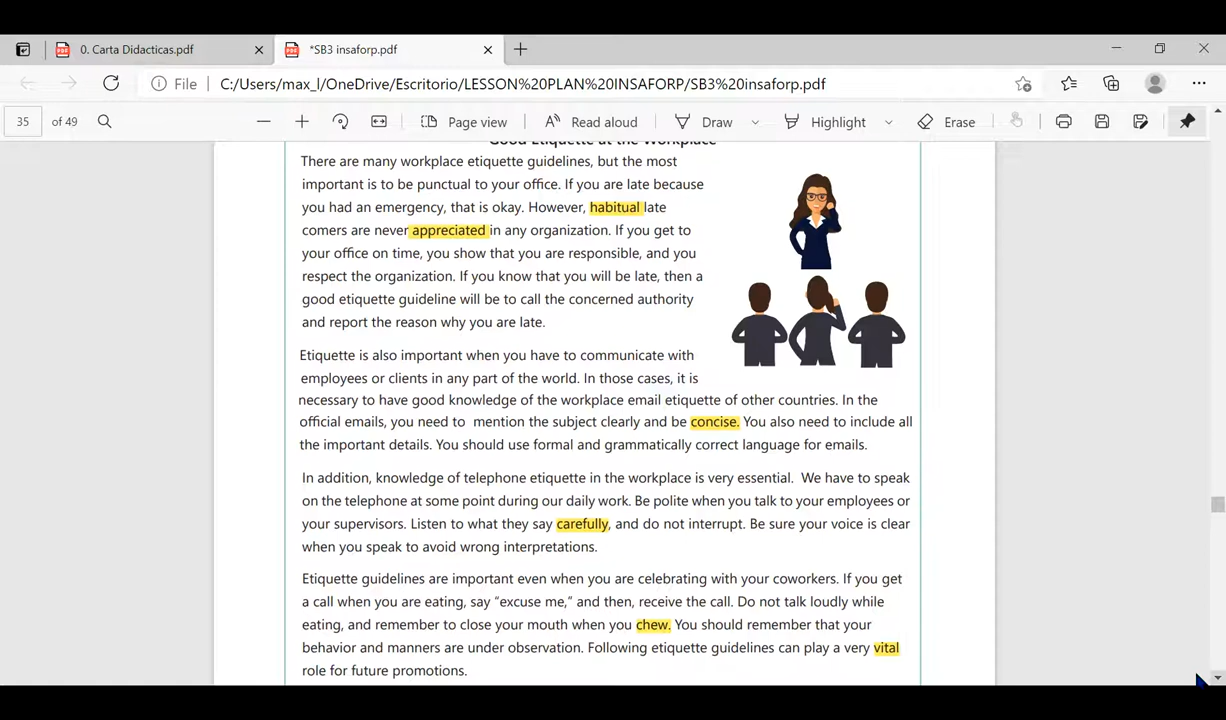 0. Carta Didacticas.pdf
*SB3 insaforp.pdf
File
C:/Users/max_l/OneDrive/Escritorio/LESSON%20PLAN%20INSAFORP/SB3%20insaforp.pdf
35 of 49
Page view
Read aloud
Draw
Highlight
Erase
Good Etiquette at the Workplace
There are many workplace etiquette guidelines, but the most
important is to be punctual to your office. If you are late because
you had an emergency, that is okay. However, habitual late
comers are never appreciated in any organization. If you get to
your office on time, you show that you are responsible, and you
respect the organization. If you know that you will be late, then a
good etiquette guideline will be to call the concerned authority
and report the reason why you are late.
Etiquette is also important when you have to communicate with
employees or clients in any part of the world. In those cases, it is
necessary to have good knowledge of the workplace email etiquette of other countries. In the
official emails, you need to mention the subject clearly and be concise. You also need to include all
the important details. You should use formal and grammatically correct language for emails.
In addition, knowledge of telephone etiquette in the workplace is very essential. We have to speak
on the telephone at some point during our daily work. Be polite when you talk to your employees or
your supervisors. Listen to what they say carefully, and do not interrupt. Be sure your voice is clear
when you speak to avoid wrong interpretations.
Etiquette guidelines are important even when you are celebrating with your coworkers. If you get
a call when you are eating, say “excuse me,” and then, receive the call. Do not talk loudly while
eating, and remember to close your mouth when you chew. You should remember that your
behavior and manners are under observation. Following etiquette guidelines can play a very vital
role for future promotions.